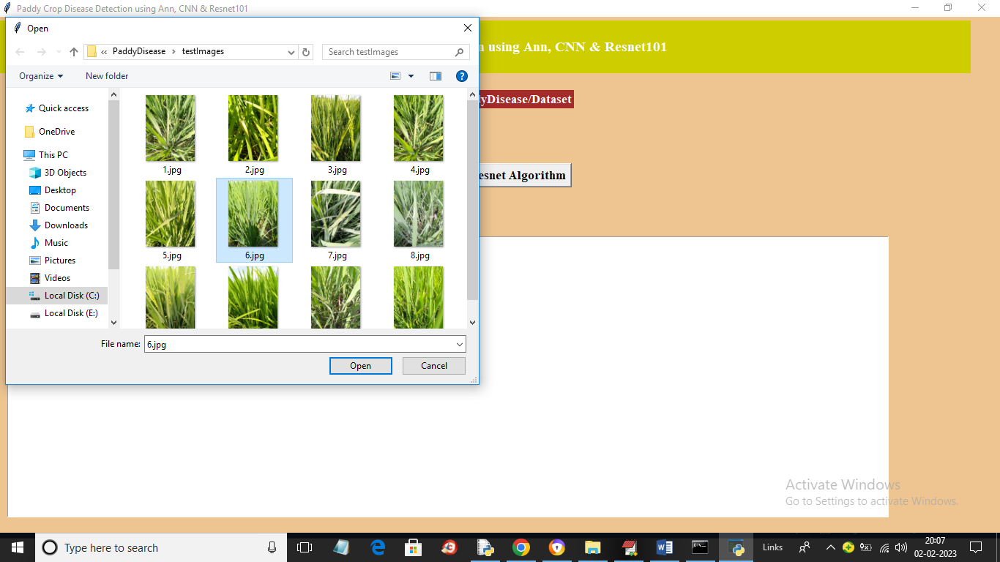 Paddy Crop Disease Detection using Ann, CNN & Resnet101
Open
using Ann, CNN & Resnet101
« PaddyDisease › testImages
Search testImages
Organize
New folder
yDisease/Dataset
Quick access
OneDrive
This PC
3D Objects
Desktop
Documents
Downloads
Music
Pictures
Videos
Local Disk (C:)
Local Disk (E:)
1.jpg
2.jpg
3.jpg
4.jpg
5.jpg
6.jpg
7.jpg
8.jpg
esnet Algorithm
File name: 6.jpg
Open
Cancel
Activate Windows
Go to Settings to activate Windows.
Type here to search
Links
20:07
02-02-2023